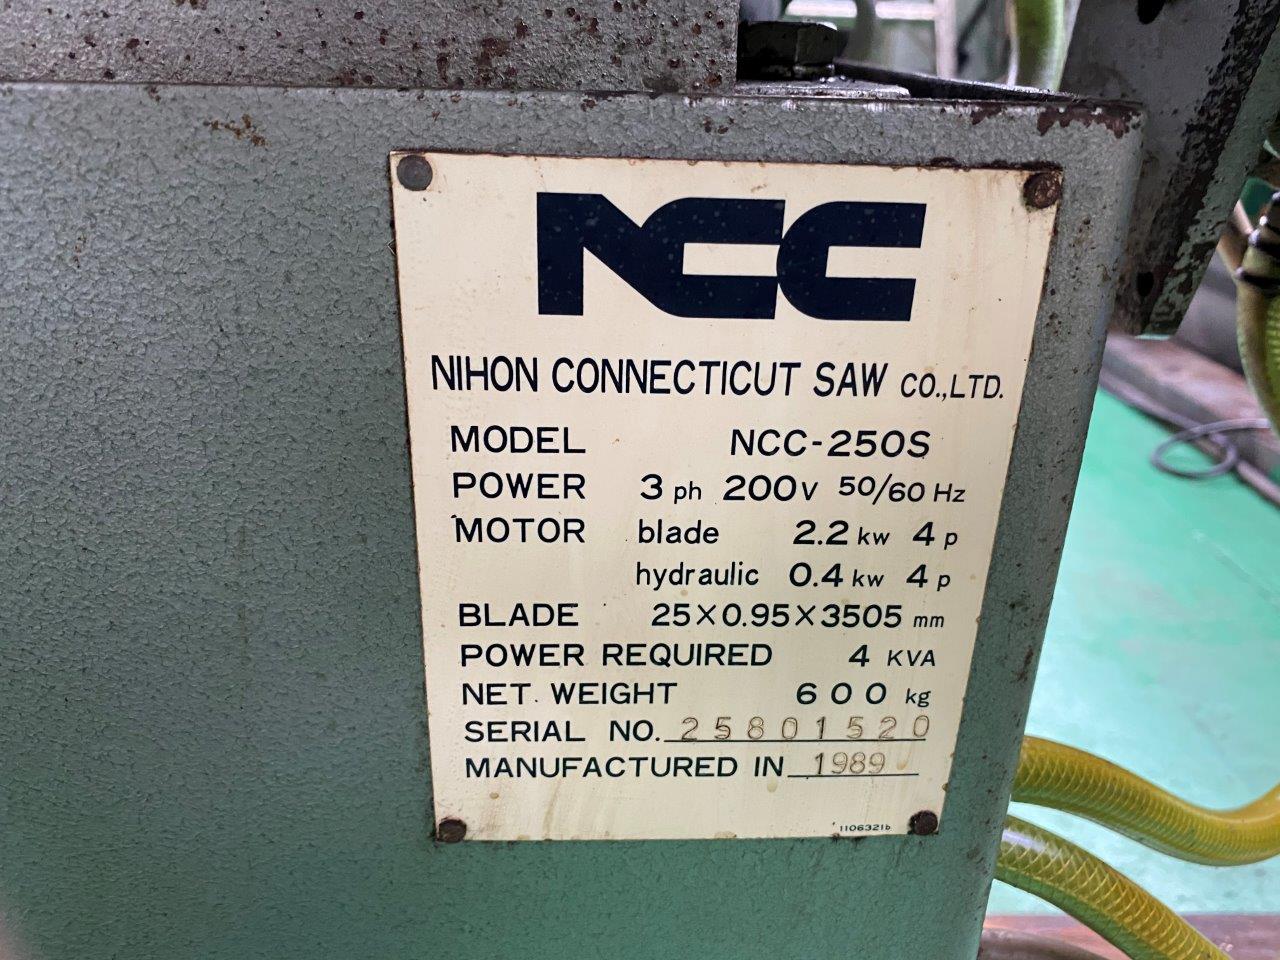 NCC
NIHON CONNECTICUT SAW CO.,LTD.
MODEL NCC-250S
POWER 3 ph 200V 50/60 Hz
MOTOR blade 2.2 kw 4 p
hydraulic 0.4 kw 4 p
BLADE 25×0.95×3505 mm
POWER REQUIRED 4 KVA
NET. WEIGHT 600 kg
SERIAL NO. 25801520
MANUFACTURED IN 1989
1106321b